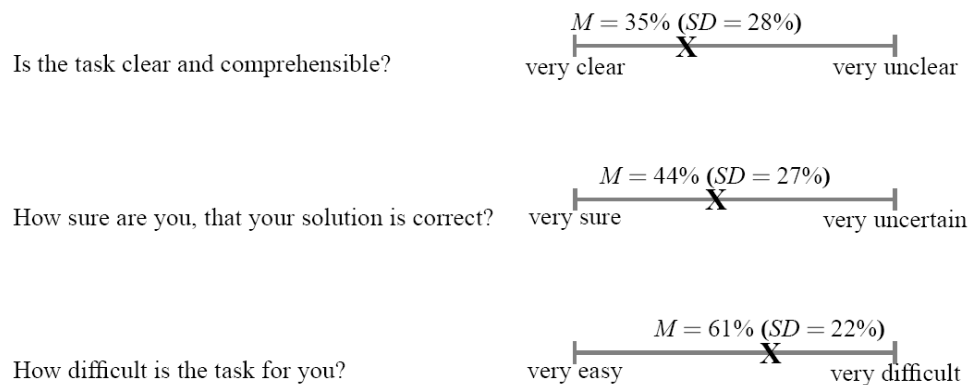 M = 35% (SD = 28%)
X
Is the task clear and comprehensible?
very clear very unclear
M = 44% (SD = 27%)
X
How sure are you, that your solution is correct?
very sure very uncertain
M = 61% (SD = 22%)
X
How difficult is the task for you?
very easy very difficult